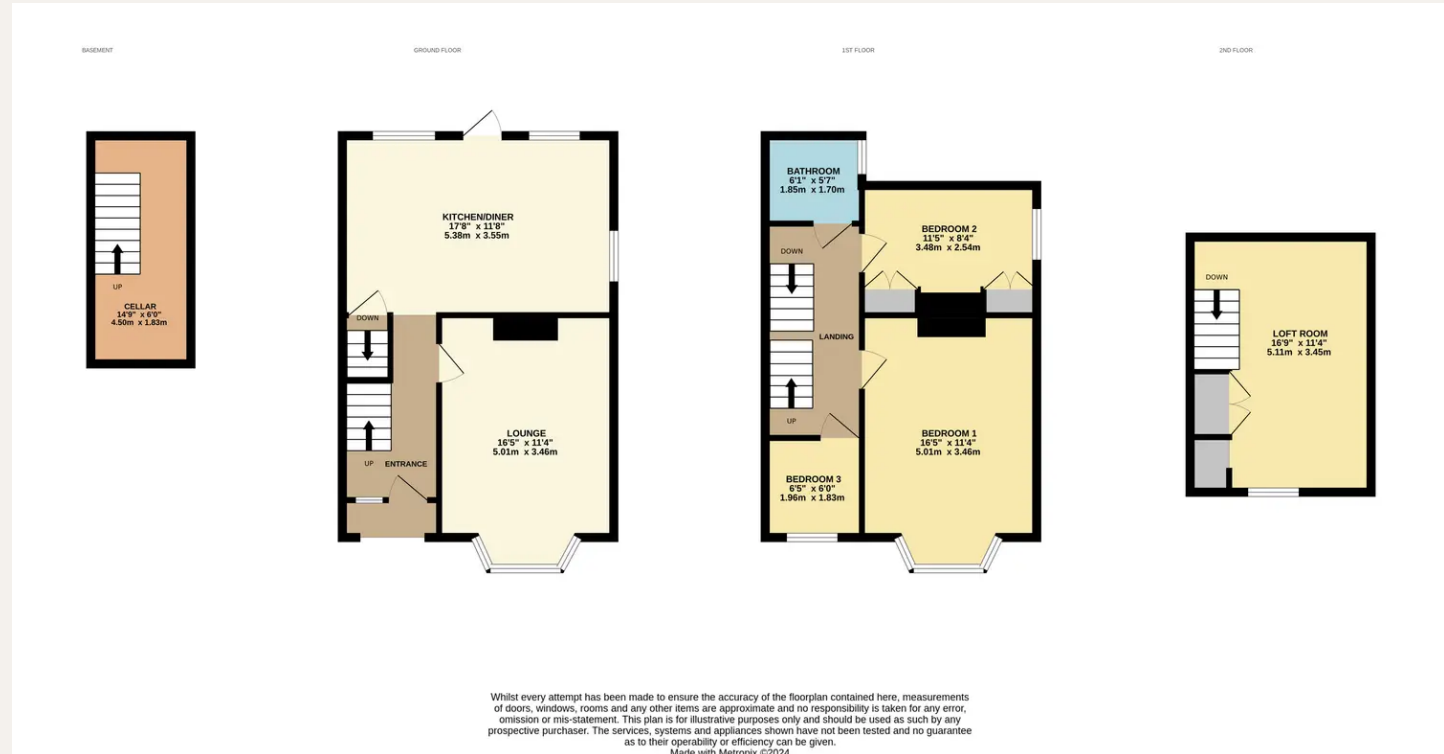 BASEMENT
GROUND FLOOR
1ST FLOOR
2ND FLOOR
UP
CELLAR
14'9" x 6'0"
4.50m x 1.83m
KITCHEN/DINER
17'8" x 11'8"
5.38m x 3.55m
DOWN
UP
ENTRANCE
LOUNGE
16'5" x 11'4"
5.01m x 3.46m
BATHROOM
6'1" x 5'7"
1.85m x 1.70m
BEDROOM 2
11'5" x 8'4"
3.48m x 2.54m
DOWN
LANDING
UP
BEDROOM 1
16'5" x 11'4"
5.01m x 3.46m
BEDROOM 3
6'5" x 6'0"
1.96m x 1.83m
DOWN
LOFT ROOM
16'9" x 11'4"
5.11m x 3.45m
Whilst every attempt has been made to ensure the accuracy of the floorplan contained here, measurements
of doors, windows, rooms and any other items are approximate and no responsibility is taken for any error,
omission or mis-statement. This plan is for illustrative purposes only and should be used as such by any
prospective purchaser. The services, systems and appliances shown have not been tested and no guarantee
as to their operability or efficiency can be given.
Made with Metropix ©2024